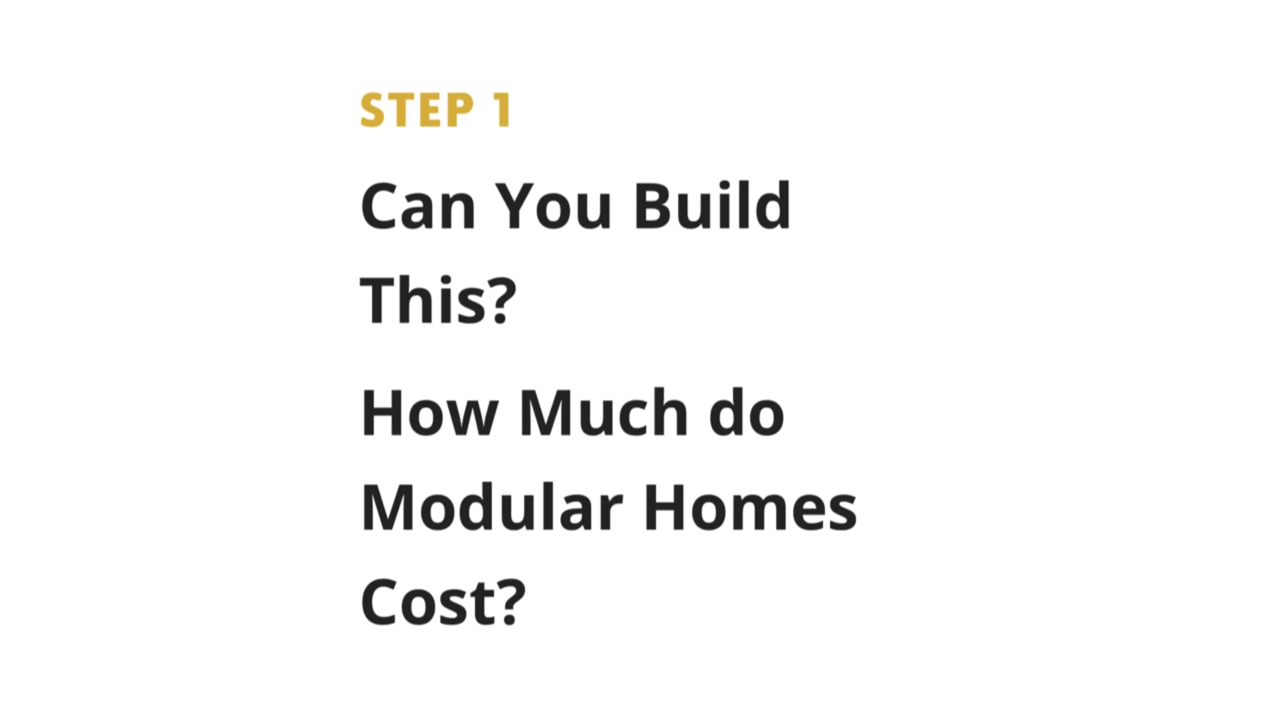 STEP 1
Can You Build
This?
How Much do
Modular Homes
Cost?